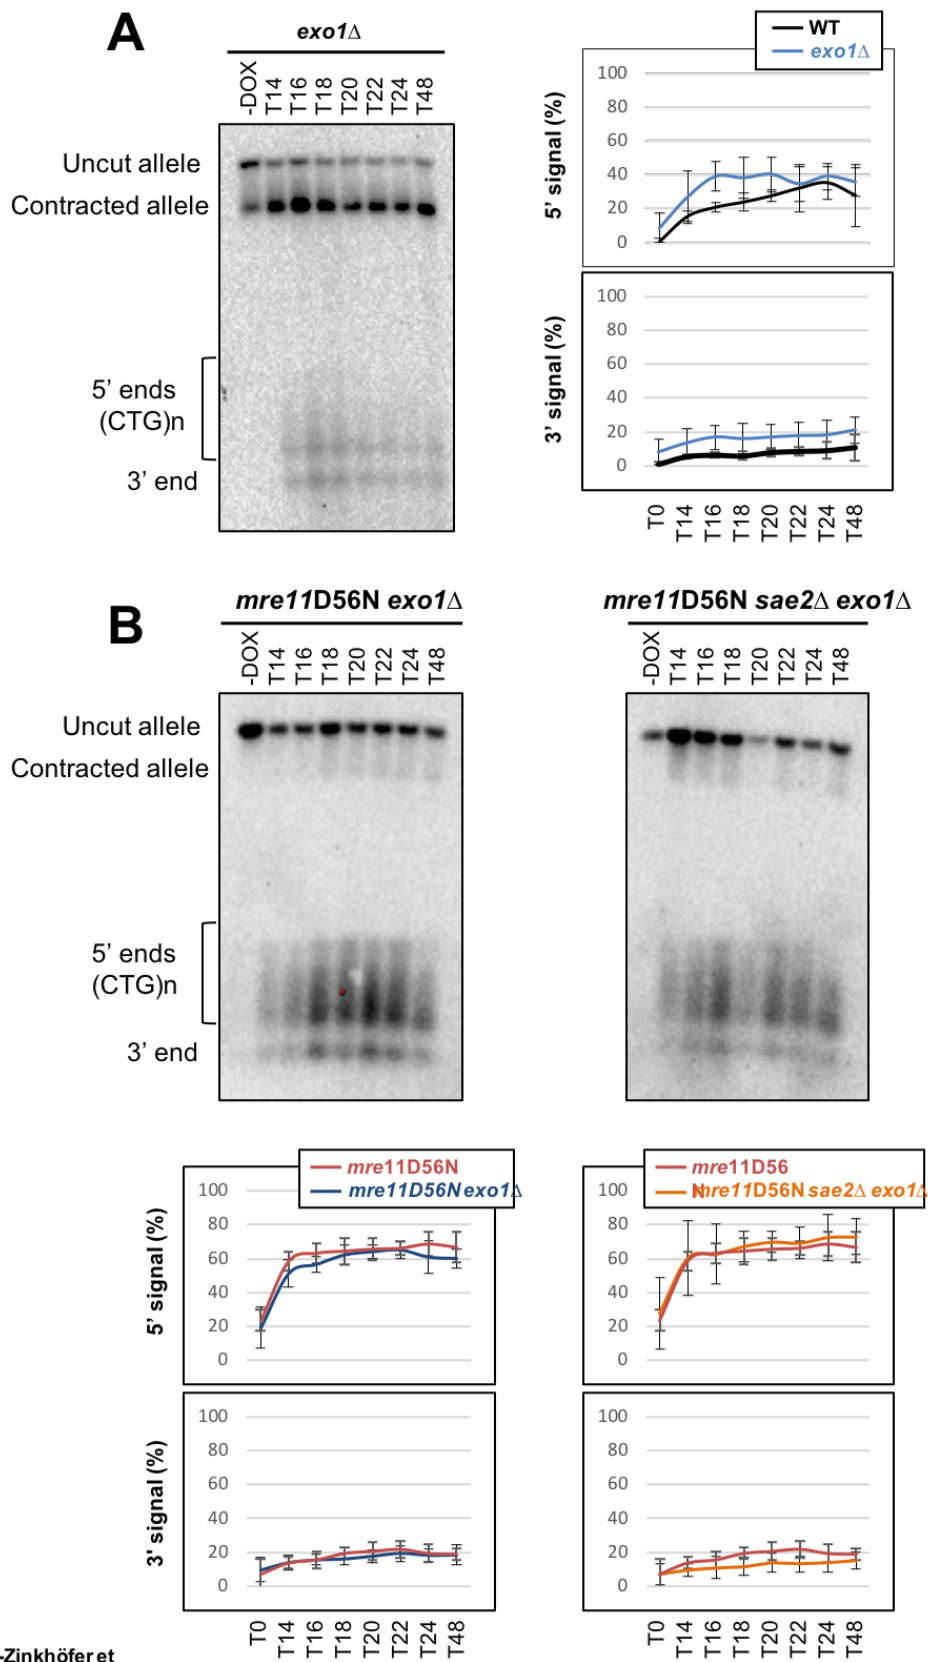 A
exo1Δ
-DOX T14 T16 T18 T20 T22 T24 T48
Uncut allele
Contracted allele
5’ ends
(CTG)n
3’ end
WT
exo1Δ
5’ signal (%)
100
80
60
40
20
0
3’ signal (%)
100
80
60
40
20
0
T0 T14 T16 T18 T20 T22 T24 T48
B
mre11D56N exo1Δ
-DOX T14 T16 T18 T20 T22 T24 T48
mre11D56N sae2Δ exo1Δ
-DOX T14 T16 T18 T20 T22 T24 T48
Uncut allele
Contracted allele
5’ ends
(CTG)n
3’ end
mre11D56N
mre11D56N exo1Δ
5’ signal (%)
100
80
60
40
20
0
3’ signal (%)
100
80
60
40
20
0
T0 T14 T16 T18 T20 T22 T24 T48
mre11D56
N
mre11D56N sae2Δ exo1Δ
5’ signal (%)
100
80
60
40
20
0
3’ signal (%)
100
80
60
40
20
0
T0 T14 T16 T18 T20 T22 T24 T48
-Zinkhöfer et